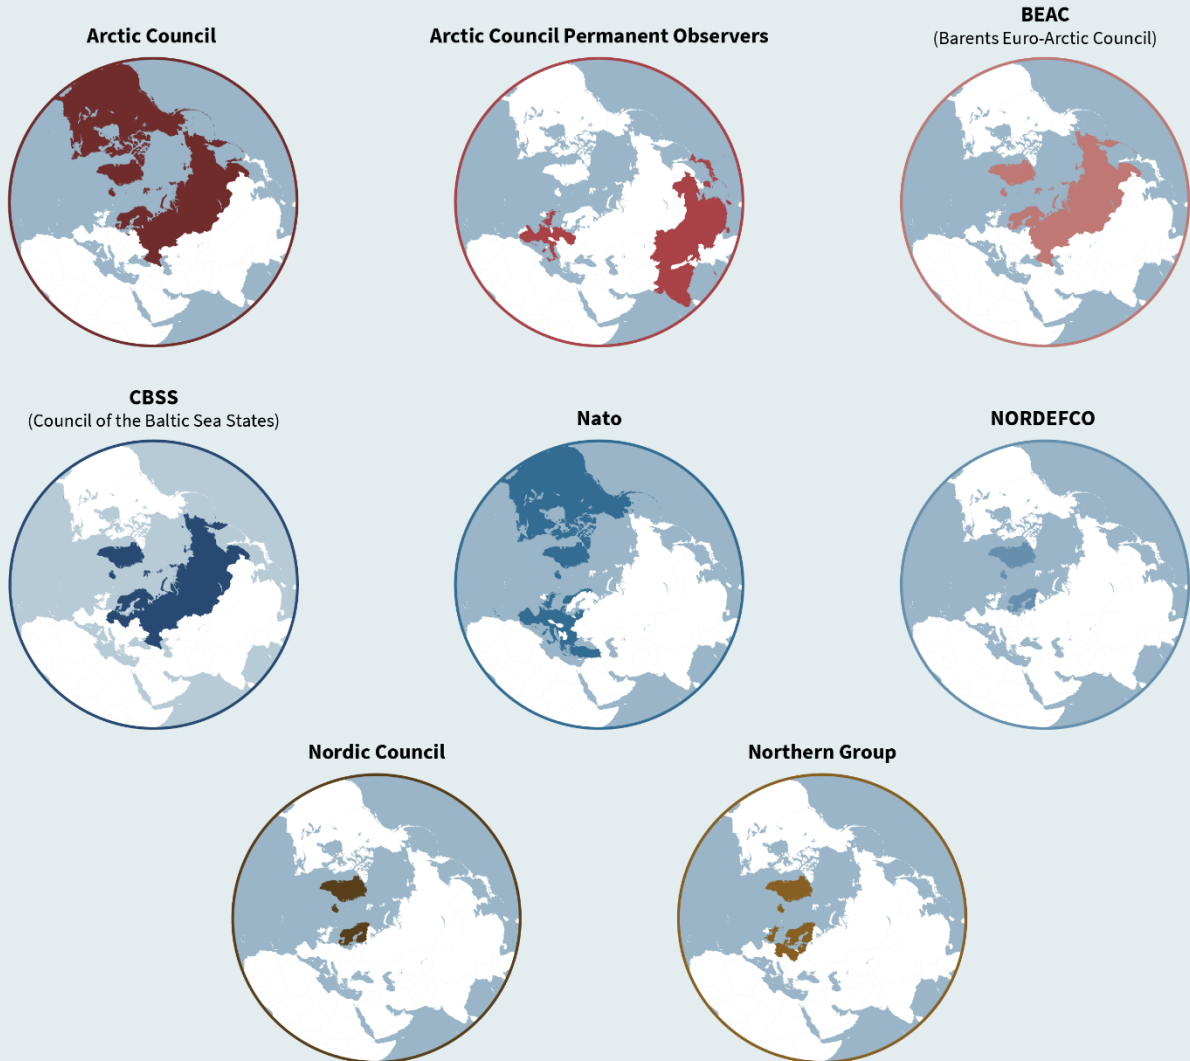 Arctic Council
Arctic Council Permanent Observers
BEAC
(Barents Euro-Arctic Council)
CBSS
(Council of the Baltic Sea States)
Nato
NORDEFCO
Nordic Council
Northern Group